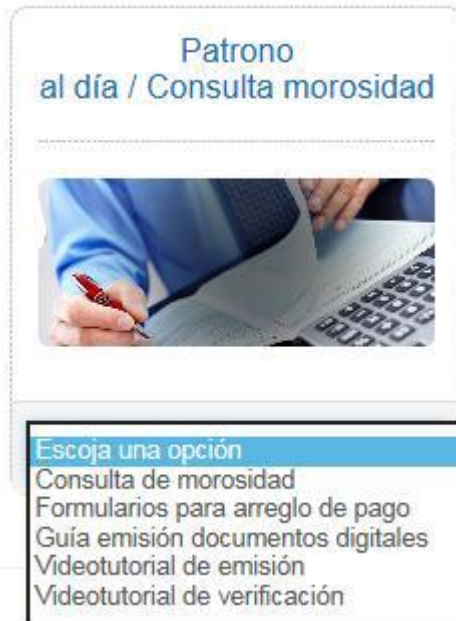 Patrono
al día / Consulta morosidad
Escoja una opción
Consulta de morosidad
Formularios para arreglo de pago
Guía emisión documentos digitales
Videotutorial de emisión
Videotutorial de verificación